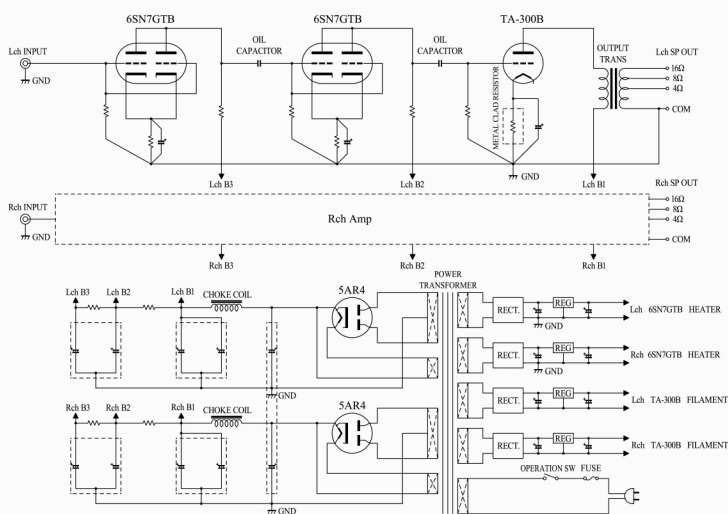 6SN7GTB
6SN7GTB
TA-300B
Lch INPUT
GND
OIL
CAPACITOR
OIL
CAPACITOR
OUTPUT
TRANS
Lch SP OUT
16Ω
8Ω
4Ω
COM
METAL CLAD RESISTOR
GND
Lch B3
Lch B2
Lch B1
Rch INPUT
GND
Rch Amp
Rch SP OUT
16Ω
8Ω
4Ω
COM
Rch B3
Rch B2
Rch B1
POWER
TRANSFORMER
Lch B3
Lch B2
Lch B1
CHOKE COIL
5AR4
GND
RECT.
REG
GND
Lch 6SN7GTB HEATER
RECT.
REG
GND
Rch 6SN7GTB HEATER
RECT.
REG
Lch TA-300B FILAMENT
Rch B3
Rch B2
Rch B1
CHOKE COIL
5AR4
GND
RECT.
REG
Rch TA-300B FILAMENT
OPERATION SW
FUSE